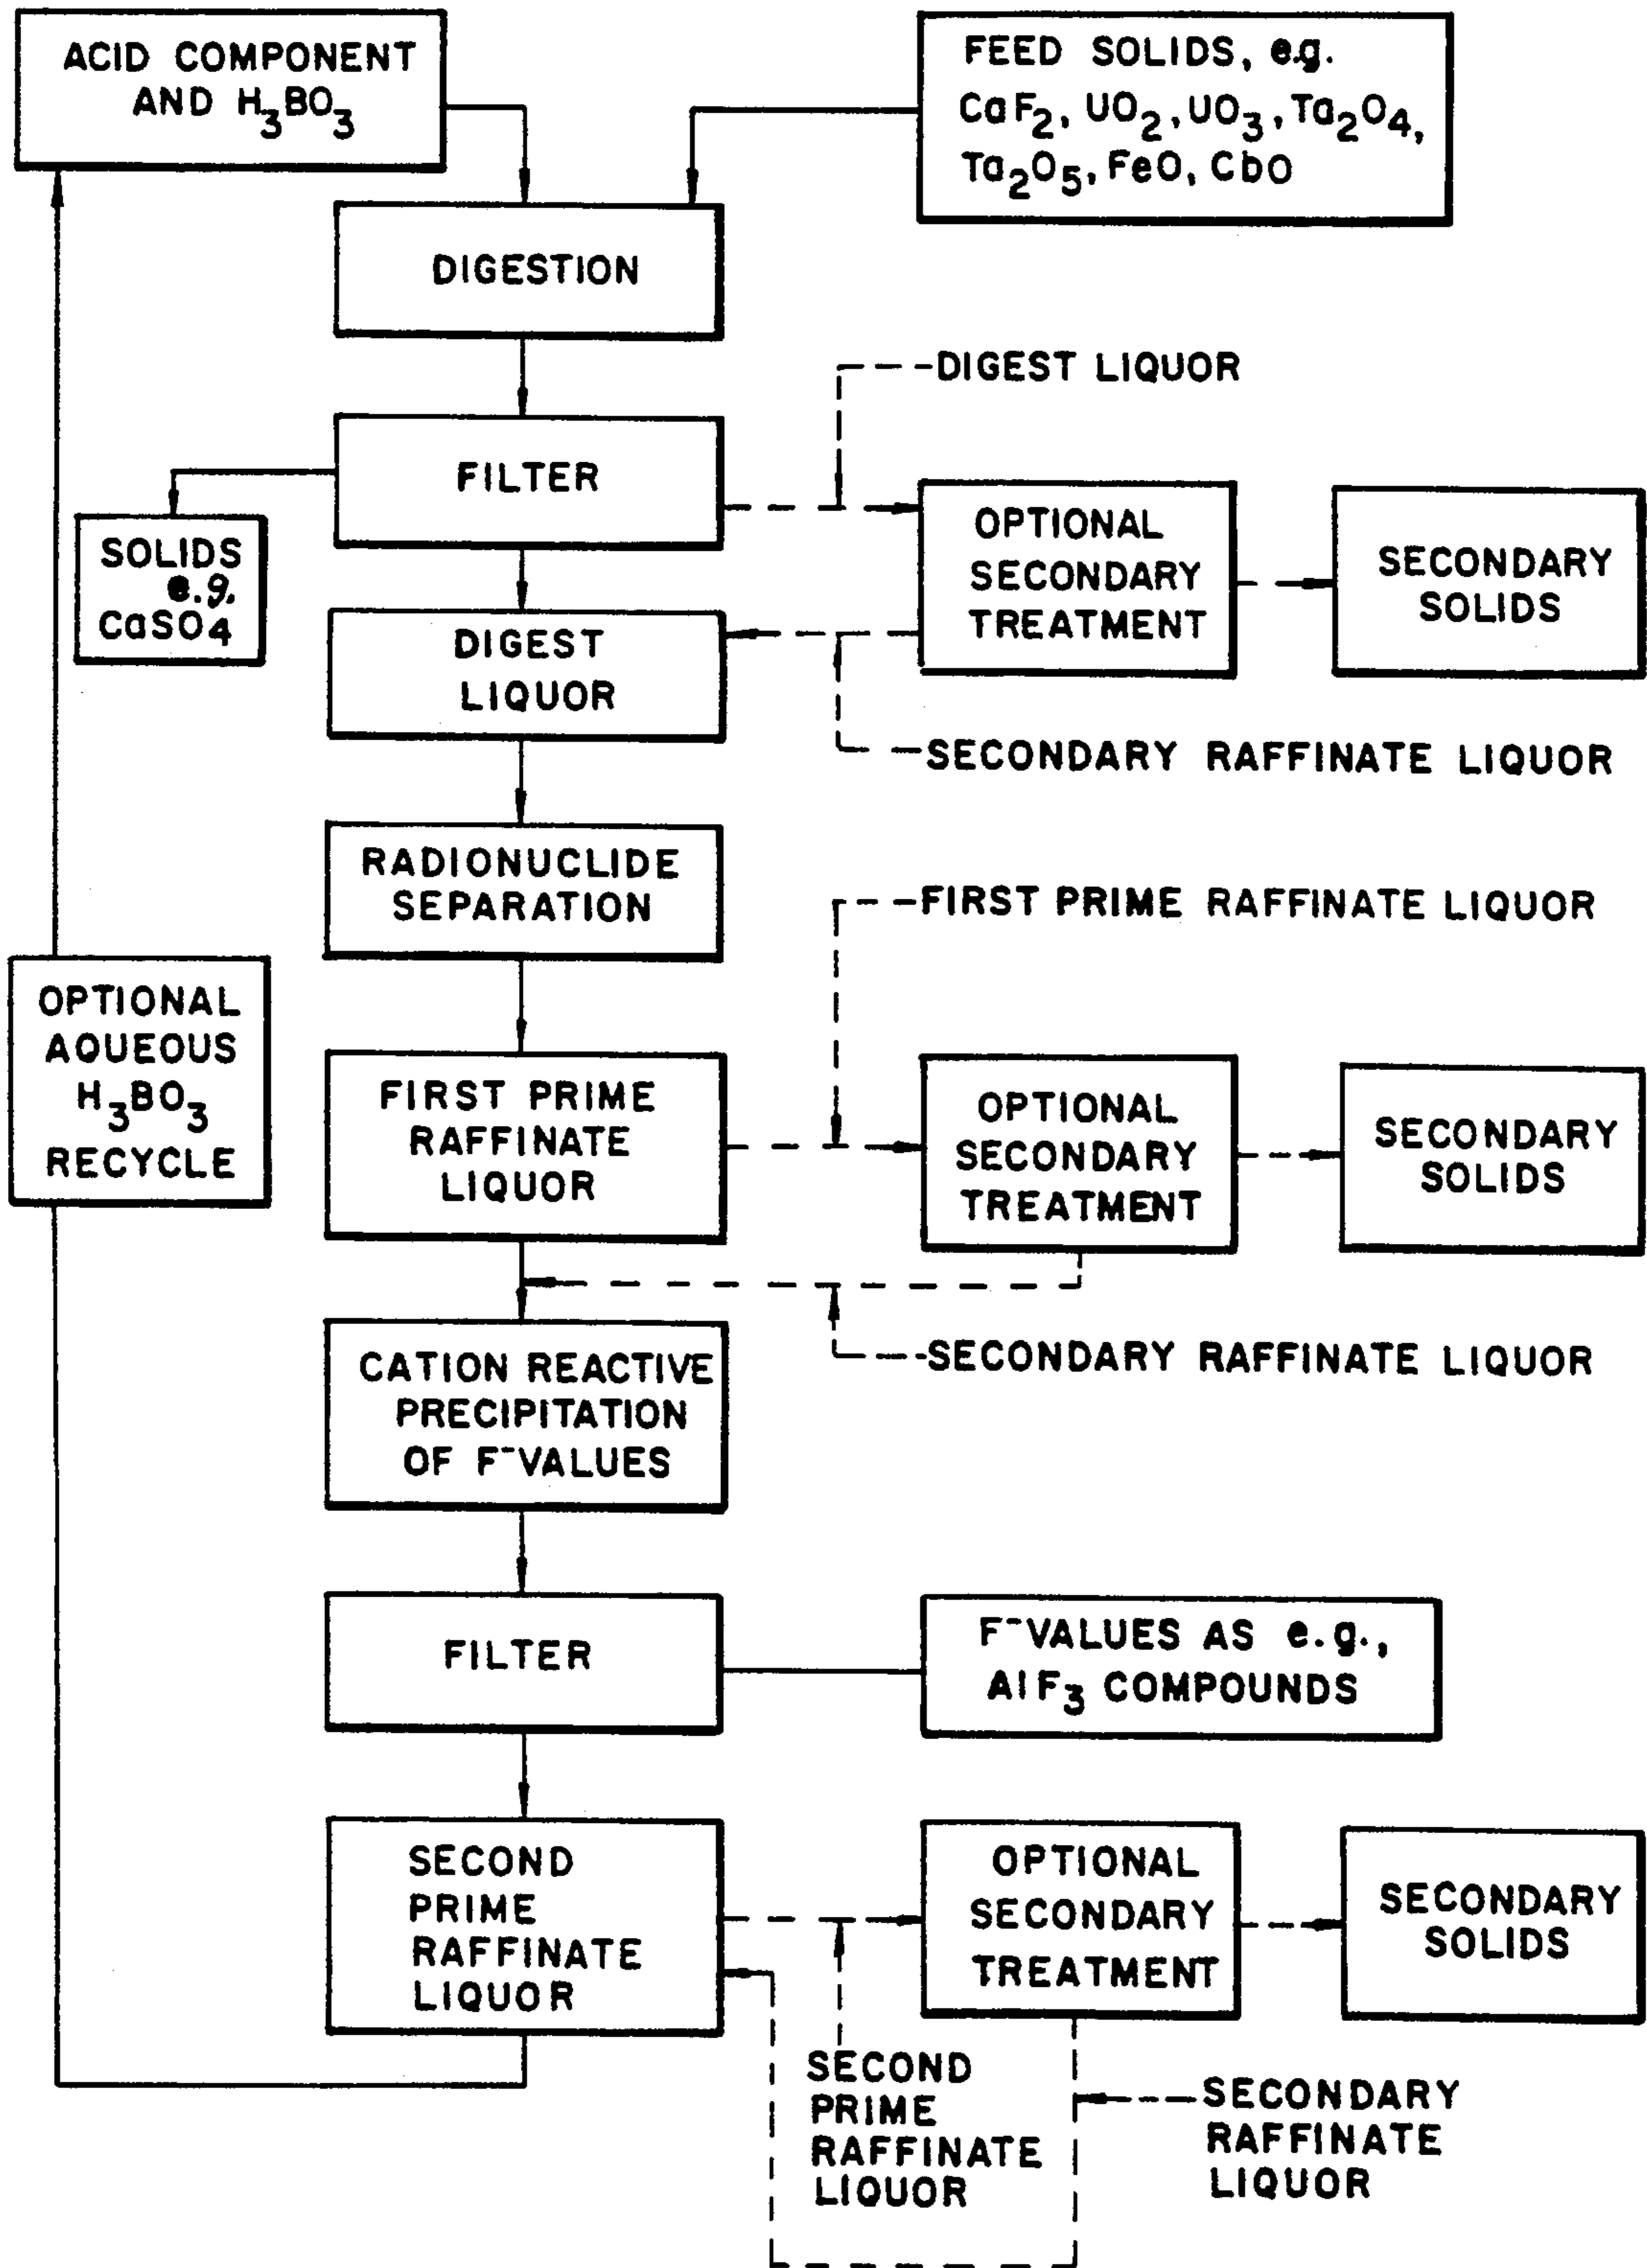 ACID COMPONENT
AND H₃BO₃
FEED SOLIDS, e.g.
CaF₂, UO₂, UO₃, Ta₂O₄,
Ta₂O₅, FeO, CbO
DIGESTION
DIGEST LIQUOR
FILTER
SOLIDS
e.g.
CaSO₄
OPTIONAL
SECONDARY
TREATMENT
SECONDARY
SOLIDS
DIGEST
LIQUOR
SECONDARY RAFFINATE LIQUOR
RADIONUCLIDE
SEPARATION
FIRST PRIME RAFFINATE LIQUOR
OPTIONAL
AQUEOUS
H₃BO₃
RECYCLE
FIRST PRIME
RAFFINATE
LIQUOR
OPTIONAL
SECONDARY
TREATMENT
SECONDARY
SOLIDS
SECONDARY RAFFINATE LIQUOR
CATION REACTIVE
PRECIPITATION
OF F⁻VALUES
FILTER
F⁻VALUES AS e.g.,
AlF₃ COMPOUNDS
SECOND
PRIME
RAFFINATE
LIQUOR
OPTIONAL
SECONDARY
TREATMENT
SECONDARY
SOLIDS
SECOND
PRIME
RAFFINATE
LIQUOR
SECONDARY
RAFFINATE
LIQUOR